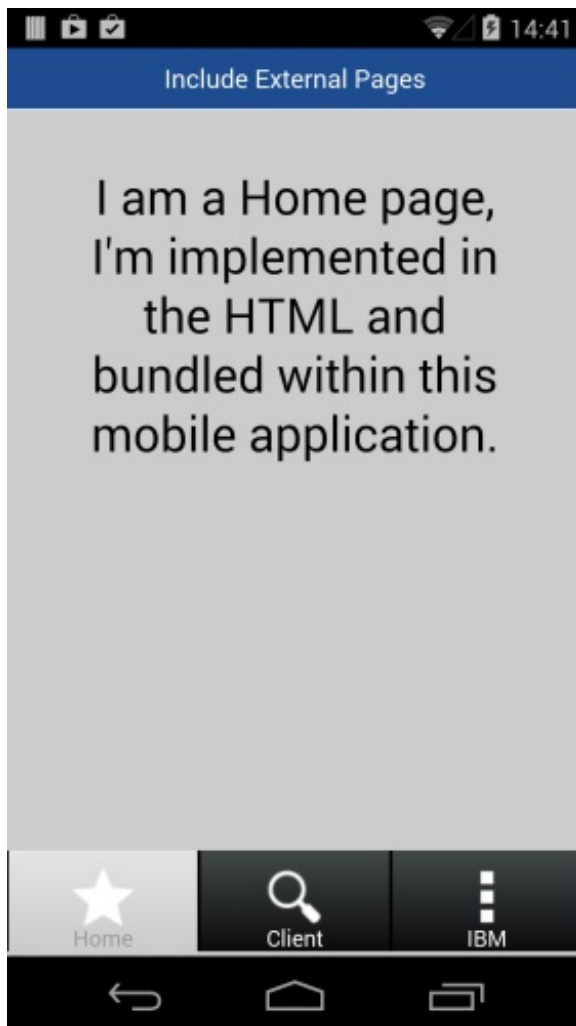 14:41
Include External Pages
I am a Home page,
I'm implemented in
the HTML and
bundled within this
mobile application.
Home
Client
IBM